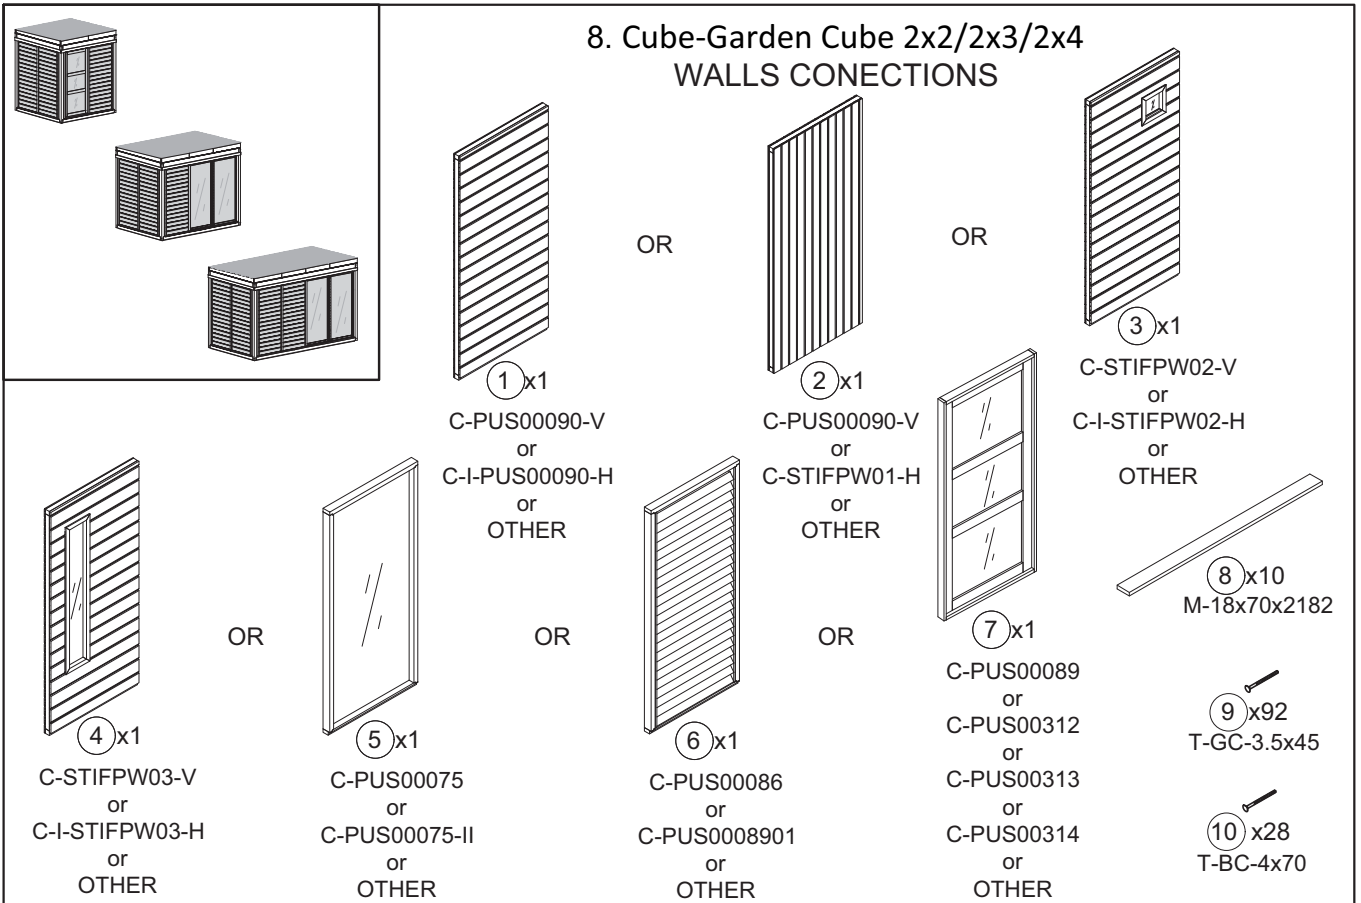 8. Cube-Garden Cube 2x2/2x3/2x4
WALLS CONECTIONS
1 x1
C-PUS00090-V
or
C-I-PUS00090-H
or
OTHER
OR
2 x1
C-PUS00090-V
or
C-STIFPW01-H
or
OTHER
OR
3 x1
C-STIFPW02-V
or
C-I-STIFPW02-H
or
OTHER
4 x1
C-STIFPW03-V
or
C-I-STIFPW03-H
or
OTHER
OR
5 x1
C-PUS00075
or
C-PUS00075-II
or
OTHER
OR
6 x1
C-PUS00086
or
C-PUS0008901
or
OTHER
OR
7 x1
C-PUS00089
or
C-PUS00312
or
C-PUS00313
or
C-PUS00314
or
OTHER
8 x10
M-18x70x2182
9 x92
T-GC-3.5x45
10 x28
T-BC-4x70